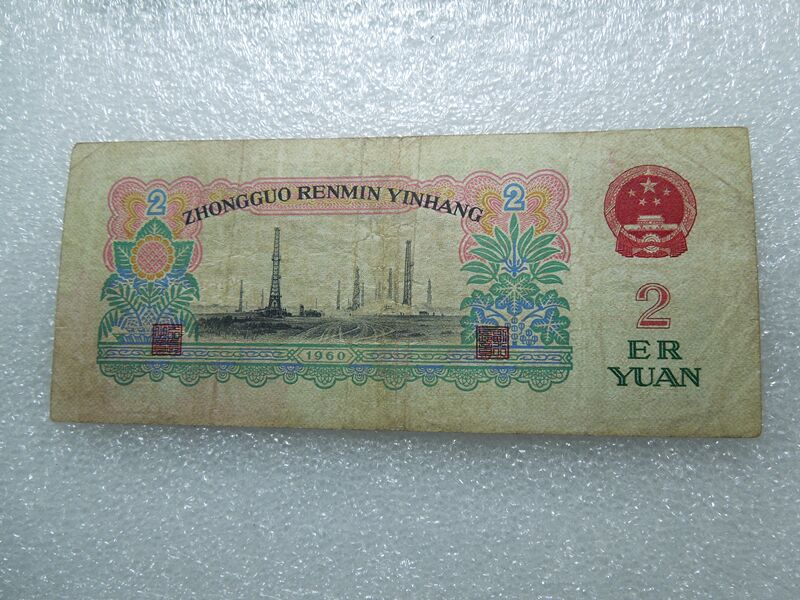 2
2
ZHONGGUO RENMIN YINHANG
1960
2
ER
YUAN